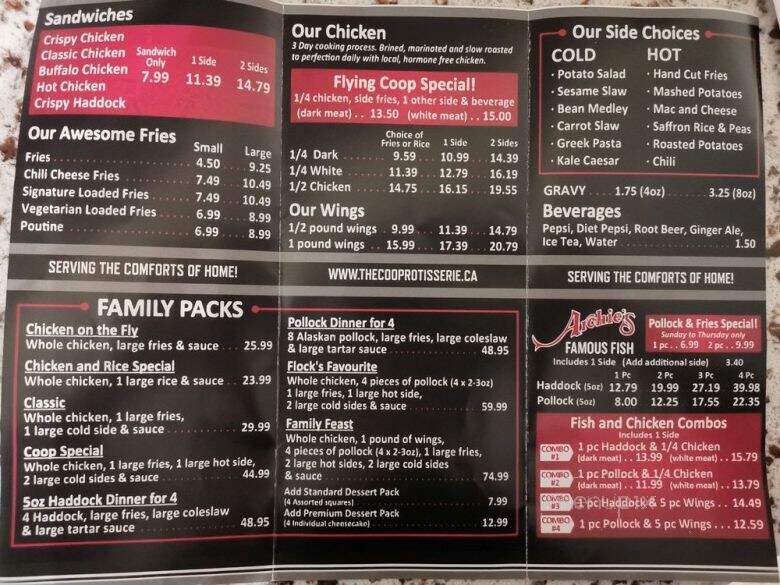 Sandwiches
Crispy Chicken
Classic Chicken
Buffalo Chicken
Hot Chicken
Crispy Haddock
Sandwich Only 1 Side 2 Sides
7.99 11.39 14.79
Our Awesome Fries
Small Large
Fries 4.50 9.25
Chili Cheese Fries 7.49 10.49
Signature Loaded Fries 7.49 10.49
Vegetarian Loaded Fries 6.99 8.99
Poutine 6.99 8.99
SERVING THE COMFORTS OF HOME!
Our Chicken
3 Day cooking process. Brined, marinated and slow roasted
to perfection daily with local, hormone free chicken.
Flying Coop Special!
1/4 chicken, side fries, 1 other side & beverage
(dark meat) . . 13.50 (white meat) . . 15.00
Choice of
Fries or Rice 1 Side 2 Sides
1/4 Dark 9.59 10.99 14.39
1/4 White 11.39 12.79 16.19
1/2 Chicken 14.75 16.15 19.55
Our Wings
1/2 pound wings 9.99 11.39 14.79
1 pound wings 15.99 17.39 20.79
WWW.THECOOPROTISSERIE.CA
Our Side Choices
COLD
· Potato Salad
· Sesame Slaw
· Bean Medley
· Carrot Slaw
· Greek Pasta
· Kale Caesar
HOT
· Hand Cut Fries
· Mashed Potatoes
· Mac and Cheese
· Saffron Rice & Peas
· Roasted Potatoes
· Chili
GRAVY 1.75 (4oz) 3.25 (8oz)
Beverages
Pepsi, Diet Pepsi, Root Beer, Ginger Ale,
Ice Tea, Water 1.50
SERVING THE COMFORTS OF HOME!
FAMILY PACKS
Chicken on the Fly
Whole chicken, large fries & sauce 25.99
Chicken and Rice Special
Whole chicken, 1 large rice & sauce 23.99
Classic
Whole chicken, 1 large fries,
1 large cold side & sauce 29.99
Coop Special
Whole chicken, 1 large fries, 1 large hot side,
2 large cold sides & sauce 44.99
5oz Haddock Dinner for 4
4 Haddock, large fries, large coleslaw
& large tartar sauce 48.95
Pollock Dinner for 4
8 Alaskan pollock, large fries, large coleslaw
& large tartar sauce 48.95
Flock's Favourite
Whole chicken, 4 pieces of pollock (4 x 2-3oz)
1 large fries, 1 large hot side,
2 large cold sides & sauce 59.99
Family Feast
Whole chicken, 1 pound of wings,
4 pieces of pollock (4 x 2-3oz), 1 large fries,
2 large hot sides, 2 large cold sides
& sauce 74.99
Add Standard Dessert Pack
(4 Assorted squares) 7.99
Add Premium Dessert Pack
(4 Individual cheesecake) 12.99
Archie's
FAMOUS FISH
Pollock & Fries Special!
Sunday to Thursday only
1 pc . . 6.99 2 pc . . 9.99
Includes 1 Side (Add additional side) 3.40
1 Pc 2 Pc 3 Pc 4 Pc
Haddock (5oz) 12.79 19.99 27.19 39.98
Pollock (5oz) 8.00 12.25 17.55 22.35
Fish and Chicken Combos
Includes 1 Side
COMBO #1 1 pc Haddock & 1/4 Chicken
(dark meat) . . 13.99 (white meat) . . 15.79
COMBO #2 1 pc Pollock & 1/4 Chicken
(dark meat) . . 11.99 (white meat) . . 13.79
COMBO #3 1 pc Haddock & 5 pc Wings . . 14.49
COMBO #4 1 pc Pollock & 5 pc Wings . . . 12.59